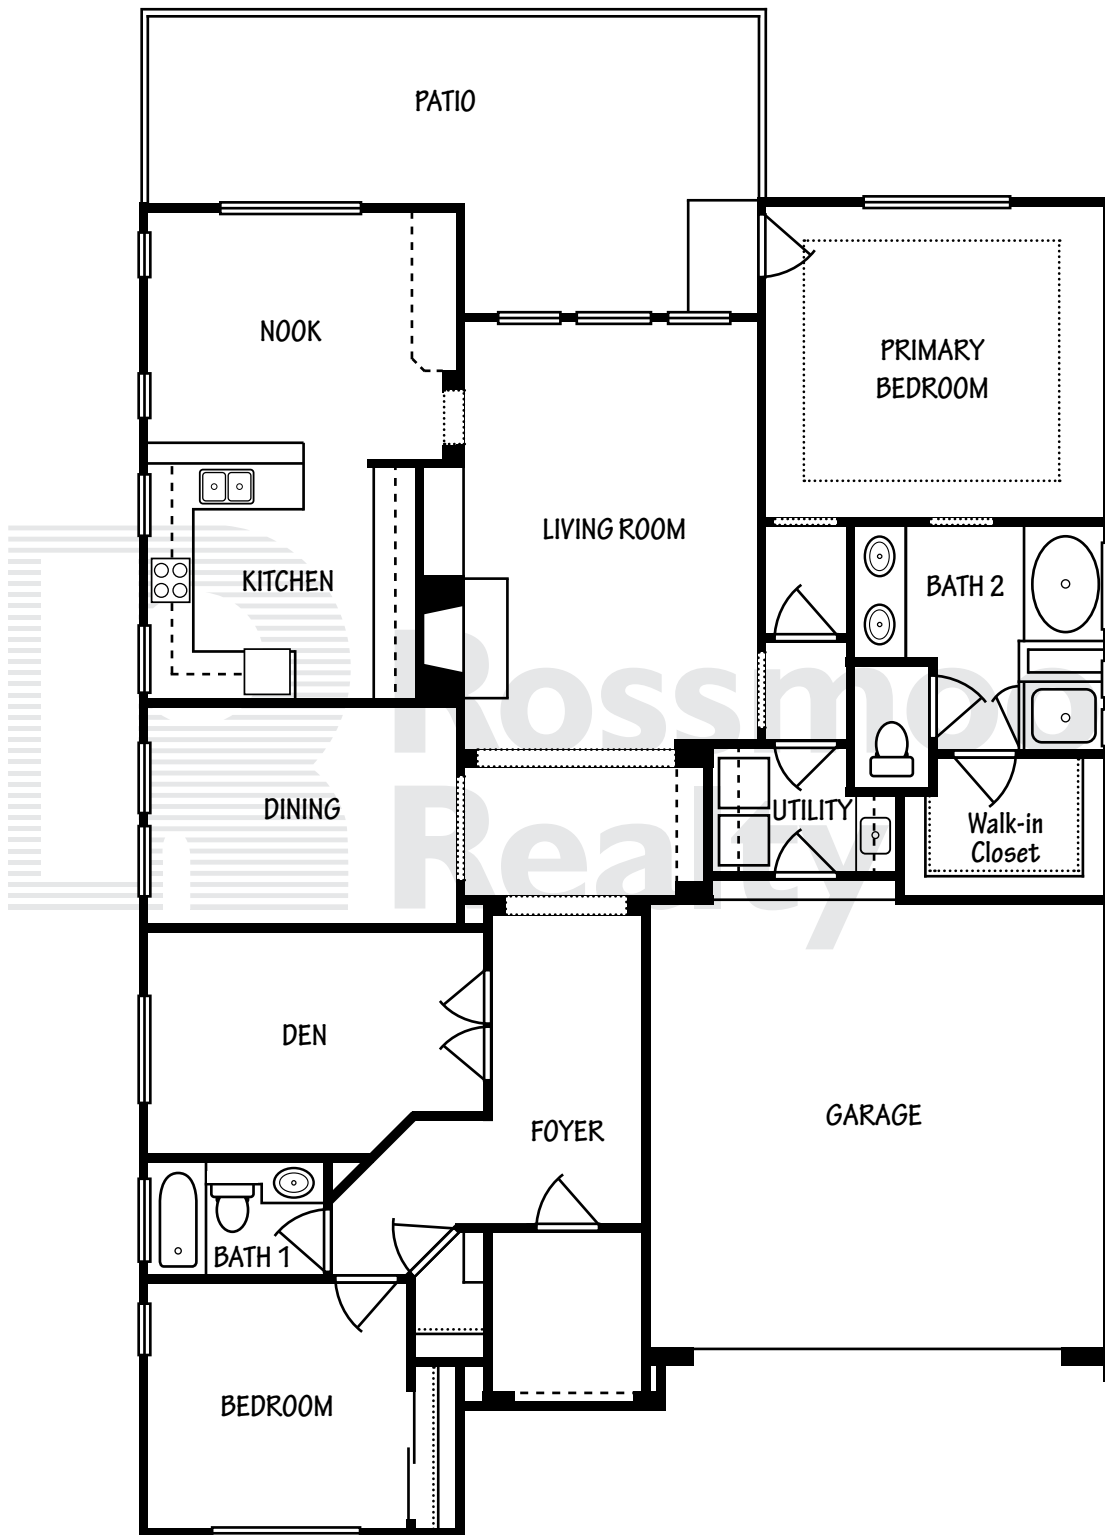 PATIO
NOOK
PRIMARY
BEDROOM
LIVING ROOM
KITCHEN
BATH 2
Rossmoo
Realty
DINING
UTILITY
Walk-in
Closet
DEN
FOYER
GARAGE
BATH 1
BEDROOM